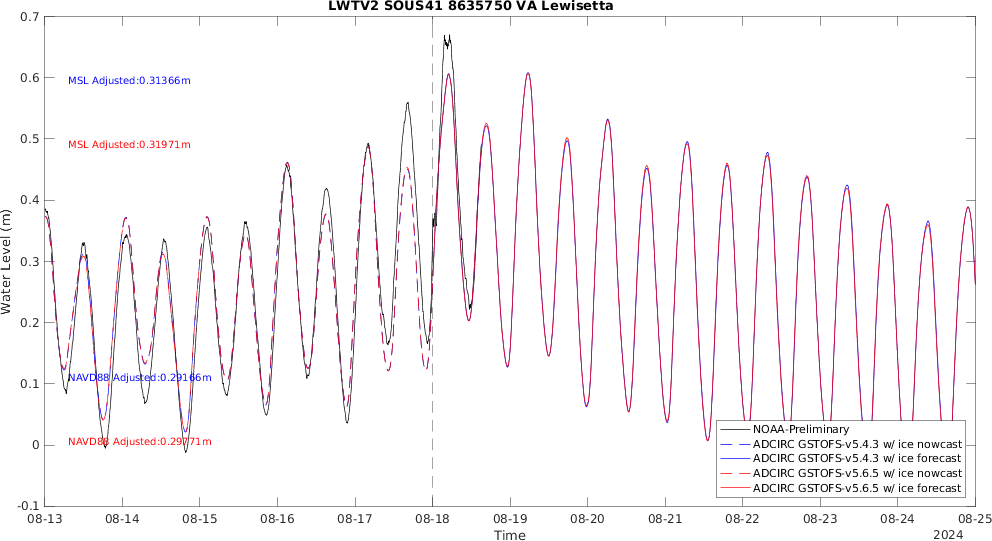 LWTV2 SOUS41 8635750 VA Lewisetta
0.7
0.6
0.5
0.4
0.3
0.2
0.1
0
-0.1
Water Level (m)
MSL Adjusted:0.31366m
MSL Adjusted:0.31971m
NAVD88 Adjusted:0.29166m
NAVD88 Adjusted:0.29771m
NOAA-Preliminary
ADCIRC GSTOFS-v5.4.3 w/ ice nowcast
ADCIRC GSTOFS-v5.4.3 w/ ice forecast
ADCIRC GSTOFS-v5.6.5 w/ ice nowcast
ADCIRC GSTOFS-v5.6.5 w/ ice forecast
08-13 08-14 08-15 08-16 08-17 08-18 08-19 08-20 08-21 08-22 08-23 08-24 08-25
Time
2024